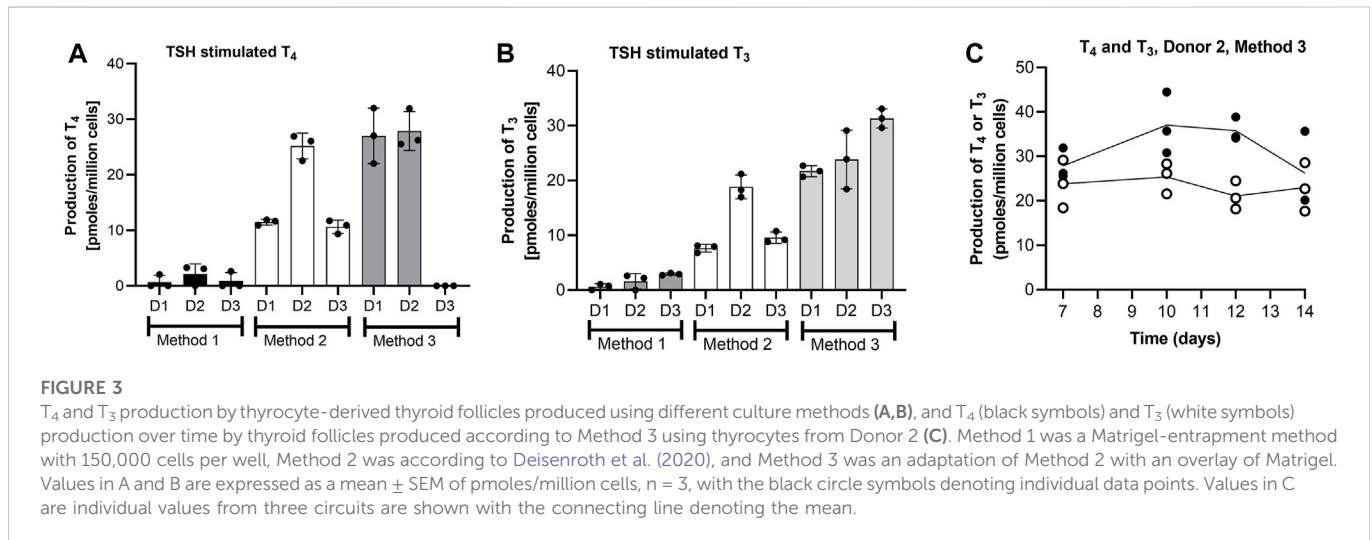 A
TSH stimulated T₄
Production of T₄
[pmoles/million cells]
40
30
20
10
0
D1 D2 D3 D1 D2 D3 D1 D2 D3
Method 1 Method 2 Method 3
B
TSH stimulated T₃
Production of T₃
[pmoles/million cells]
40
30
20
10
0
D1 D2 D3 D1 D2 D3 D1 D2 D3
Method 1 Method 2 Method 3
C
T₄ and T₃, Donor 2, Method 3
Production of T₄ or T₃
(pmoles/million cells)
50
40
30
20
10
0
7 8 9 10 11 12 13 14
Time (days)
FIGURE 3
T₄ and T₃ production by thyrocyte-derived thyroid follicles produced using different culture methods (A,B), and T₄ (black symbols) and T₃ (white symbols)
production over time by thyroid follicles produced according to Method 3 using thyrocytes from Donor 2 (C). Method 1 was a Matrigel-entrapment method
with 150,000 cells per well, Method 2 was according to Deisenroth et al. (2020), and Method 3 was an adaptation of Method 2 with an overlay of Matrigel.
Values in A and B are expressed as a mean ± SEM of pmoles/million cells, n = 3, with the black circle symbols denoting individual data points. Values in C
are individual values from three circuits are shown with the connecting line denoting the mean.